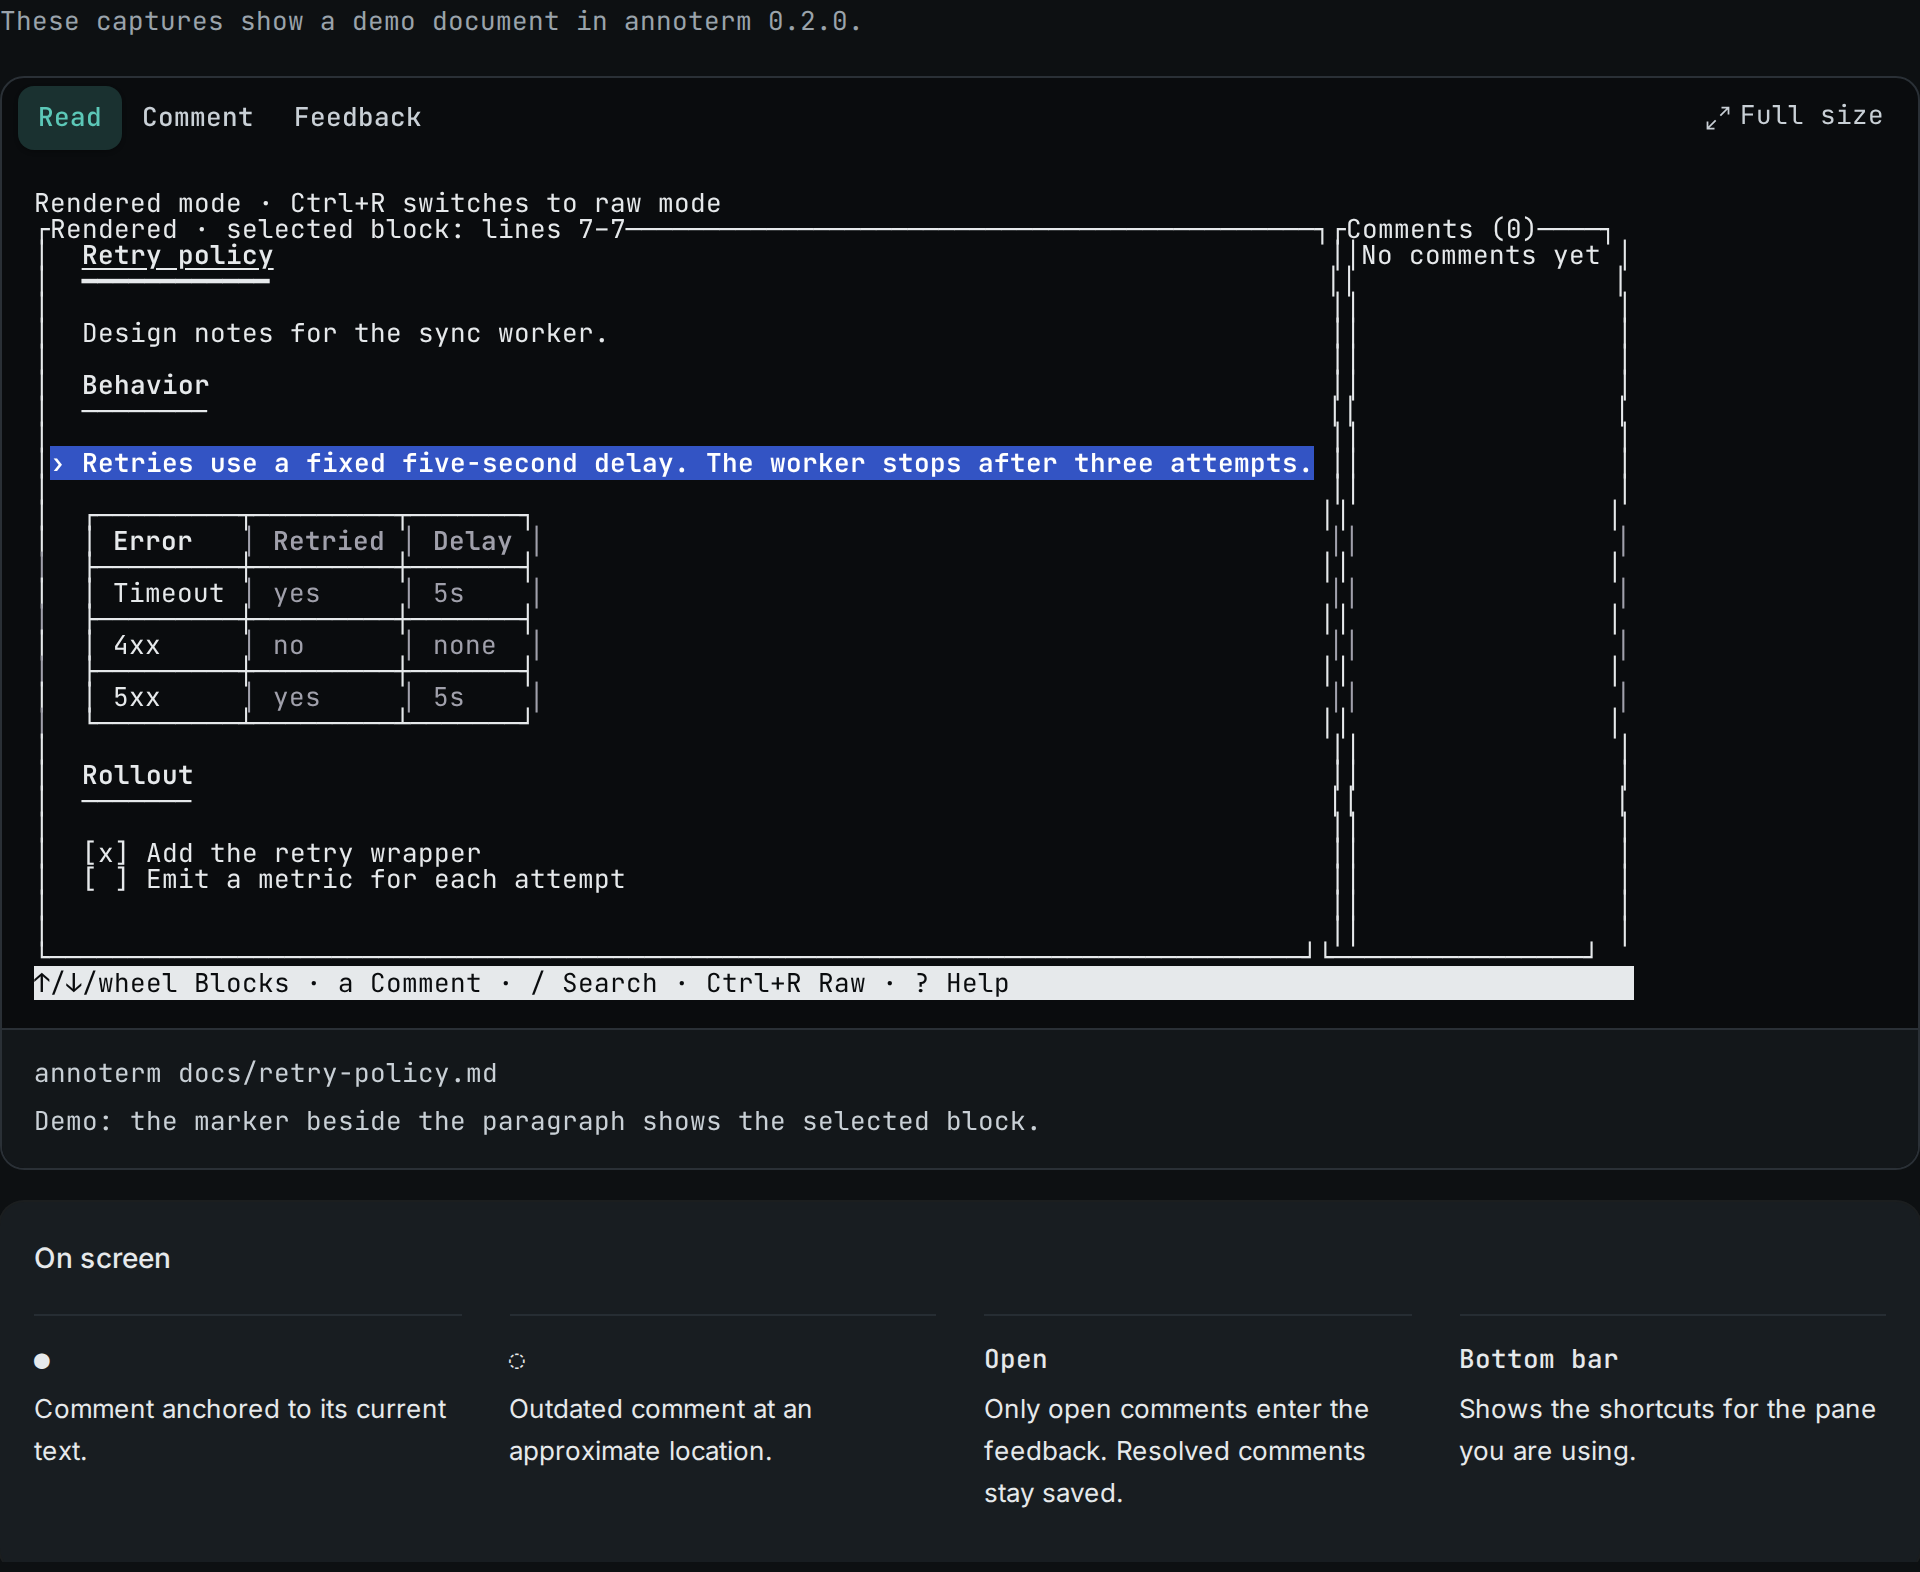 These captures show a demo document in annoterm 0.2.0.
Read Comment Feedback
Full size
Rendered mode · Ctrl+R switches to raw mode
Rendered · selected block: lines 7-7
Comments (0)
Retry policy
No comments yet
Design notes for the sync worker.
Behavior
› Retries use a fixed five-second delay. The worker stops after three attempts.
Error Retried Delay
Timeout yes 5s
4xx no none
5xx yes 5s
Rollout
[x] Add the retry wrapper
[ ] Emit a metric for each attempt
↑/↓/wheel Blocks · a Comment · / Search · Ctrl+R Raw · ? Help
annoterm docs/retry-policy.md
Demo: the marker beside the paragraph shows the selected block.
On screen
●
Comment anchored to its current
text.
◌
Outdated comment at an
approximate location.
Open
Only open comments enter the
feedback. Resolved comments
stay saved.
Bottom bar
Shows the shortcuts for the pane
you are using.